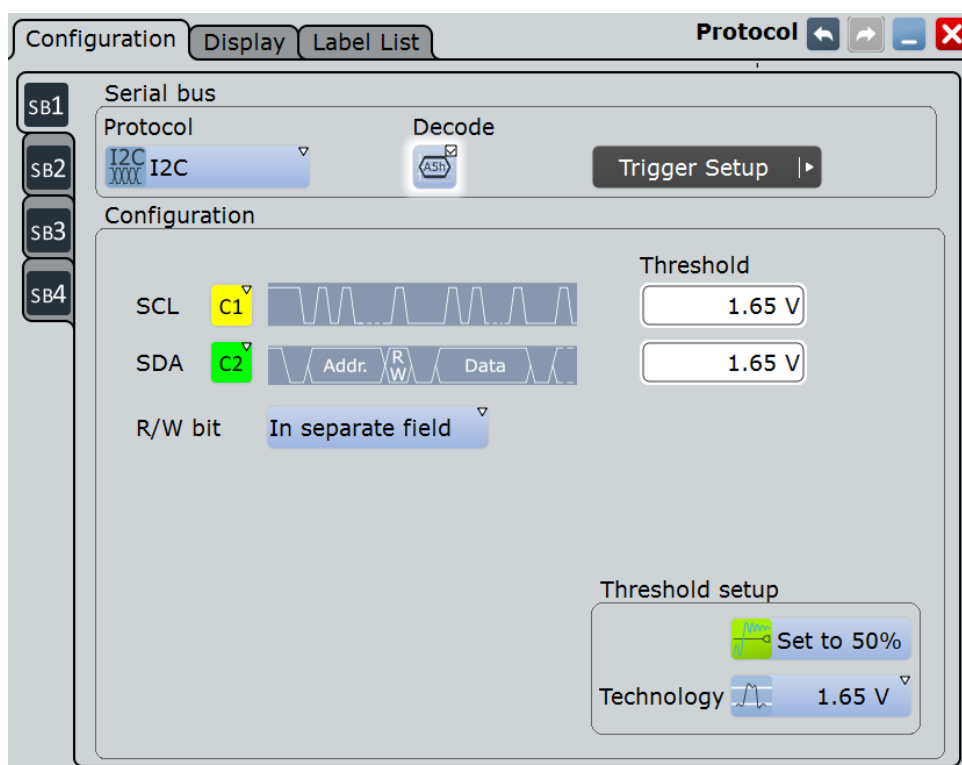 Configuration Display Label List Protocol
SB1
Serial bus
Protocol Decode
I2C I2C A5h Trigger Setup
SB2
Configuration
SB3
Threshold
SB4
SCL C1 ... ... 1.65 V
SDA C2 Addr. R W Data 1.65 V
R/W bit In separate field
Threshold setup
Set to 50%
Technology 1.65 V